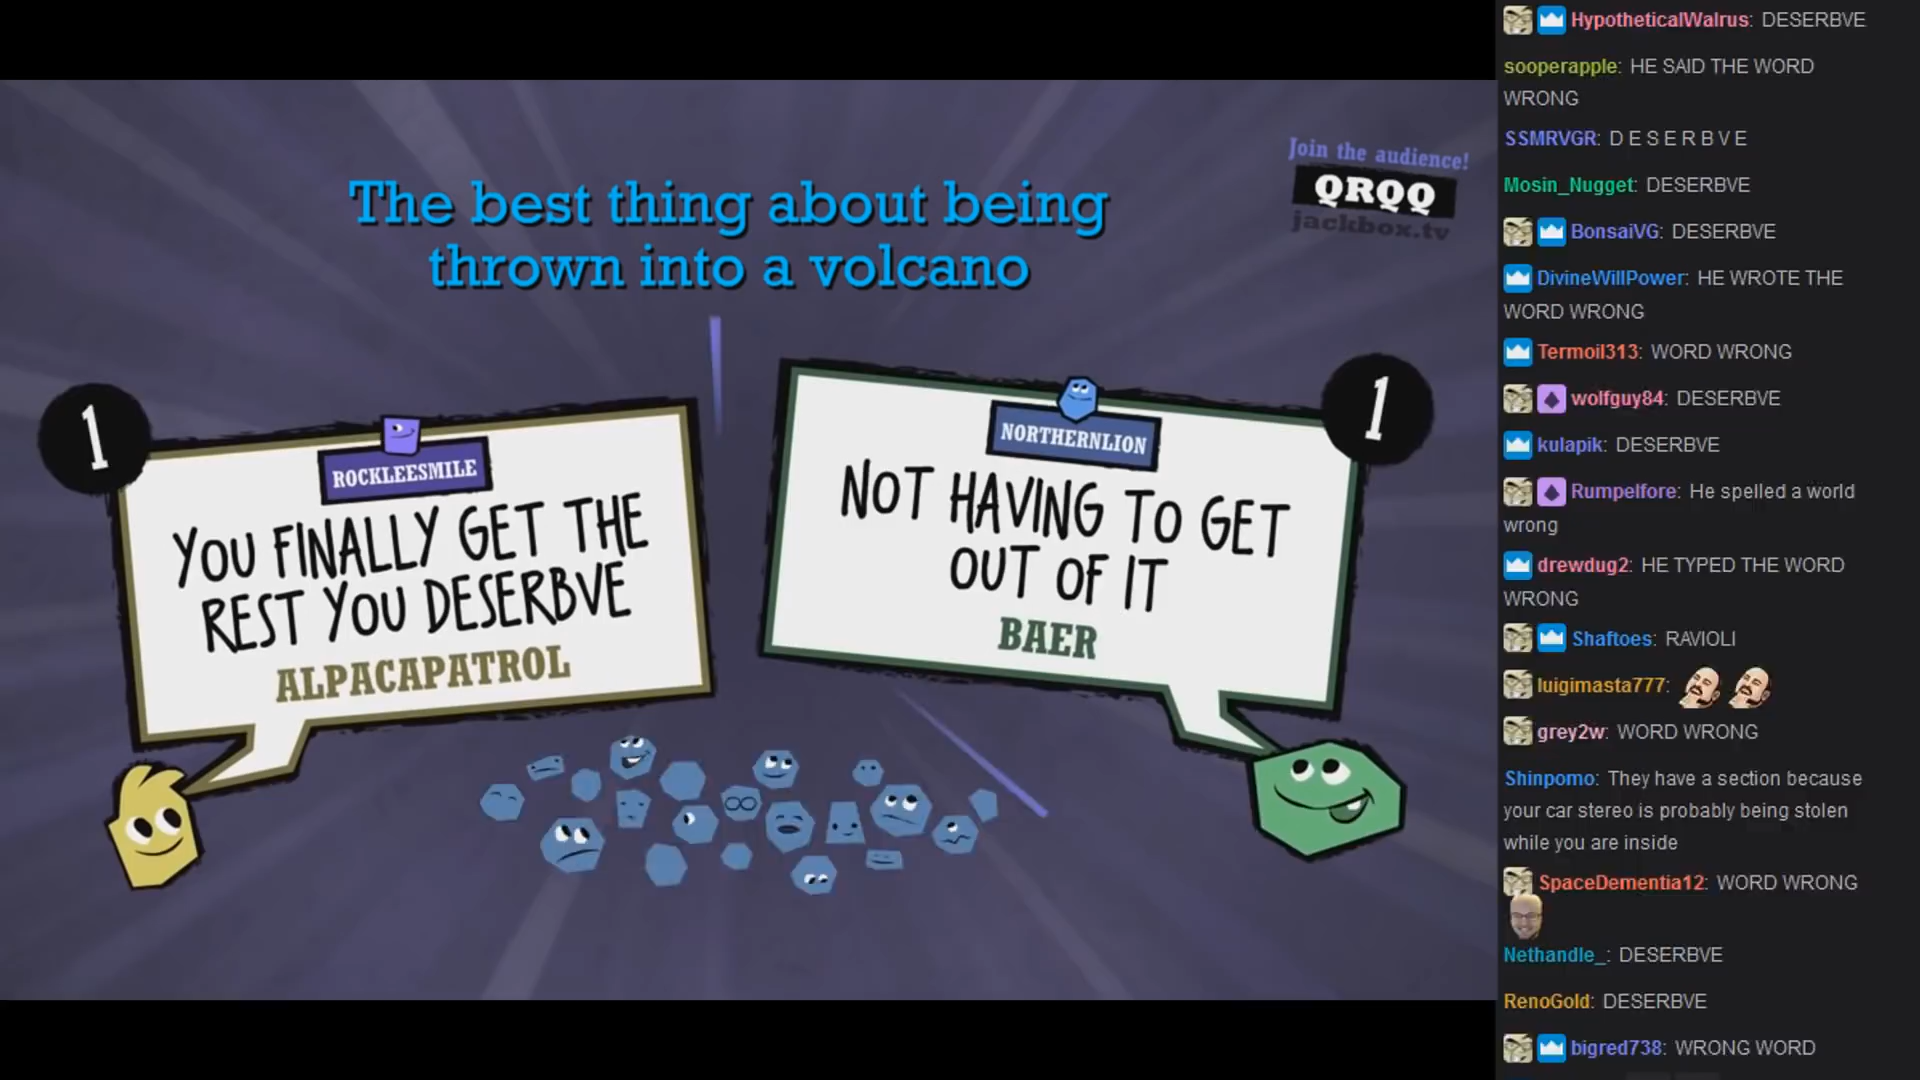 The best thing about being
thrown into a volcano
Join the audience!
QRQQ
jackbox.tv
1
ROCKLEESMILE
YOU FINALLY GET THE
REST YOU DESERBVE
ALPACAPATROL
1
NORTHERNLION
NOT HAVING TO GET
OUT OF IT
BAER
HypotheticalWalrus: DESERBVE
sooperapple: HE SAID THE WORD
WRONG
SSMRVGR: D E S E R B V E
Mosin_Nugget: DESERBVE
BonsaiVG: DESERBVE
DivineWillPower: HE WROTE THE
WORD WRONG
Termoil313: WORD WRONG
wolfguy84: DESERBVE
kulapik: DESERBVE
Rumpelfore: He spelled a world
wrong
drewdug2: HE TYPED THE WORD
WRONG
Shaftoes: RAVIOLI
luigimasta777:
grey2w: WORD WRONG
Shinpomo: They have a section because
your car stereo is probably being stolen
while you are inside
SpaceDementia12: WORD WRONG
Nethandle_: DESERBVE
RenoGold: DESERBVE
bigred738: WRONG WORD